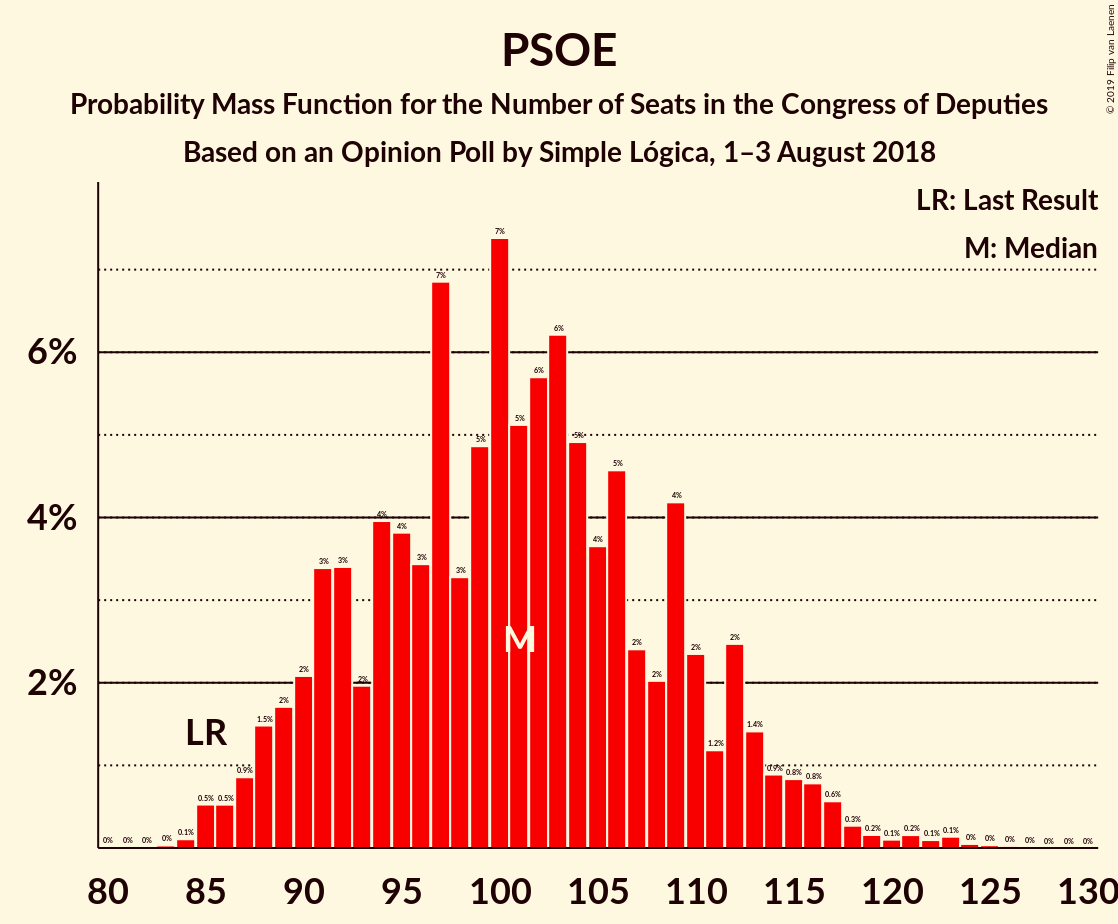 PSOE
Probability Mass Function for the Number of Seats in the Congress of Deputies
Based on an Opinion Poll by Simple Lógica, 1–3 August 2018
© 2019 Filip van Laenen
LR: Last Result
M: Median
6%
4%
2%
0% 0% 0% 0% 0.1% 0.5% 0.5% 0.9% 1.5% 2% 2% 3% 3% 2% 4% 4% 3% 7% 3% 5% 7% 5% 6% 6% 5% 4% 5% 2% 2% 4% 2% 1.2% 2% 1.4% 0.9% 0.8% 0.8% 0.6% 0.3% 0.2% 0.1% 0.2% 0.1% 0.1% 0% 0% 0% 0% 0% 0% 0%
LR
M
80 85 90 95 100 105 110 115 120 125 130